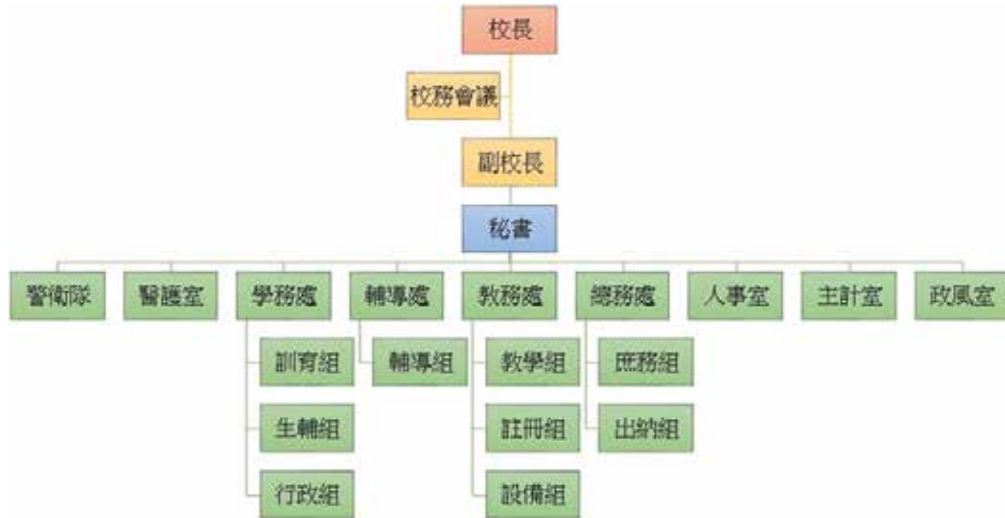 校長
校務會議
副校長
秘書
警衛隊
醫護室
學務處
輔導處
教務處
總務處
人事室
主計室
政風室
訓育組
輔導組
教學組
庶務組
生輔組
註冊組
出納組
行政組
設備組